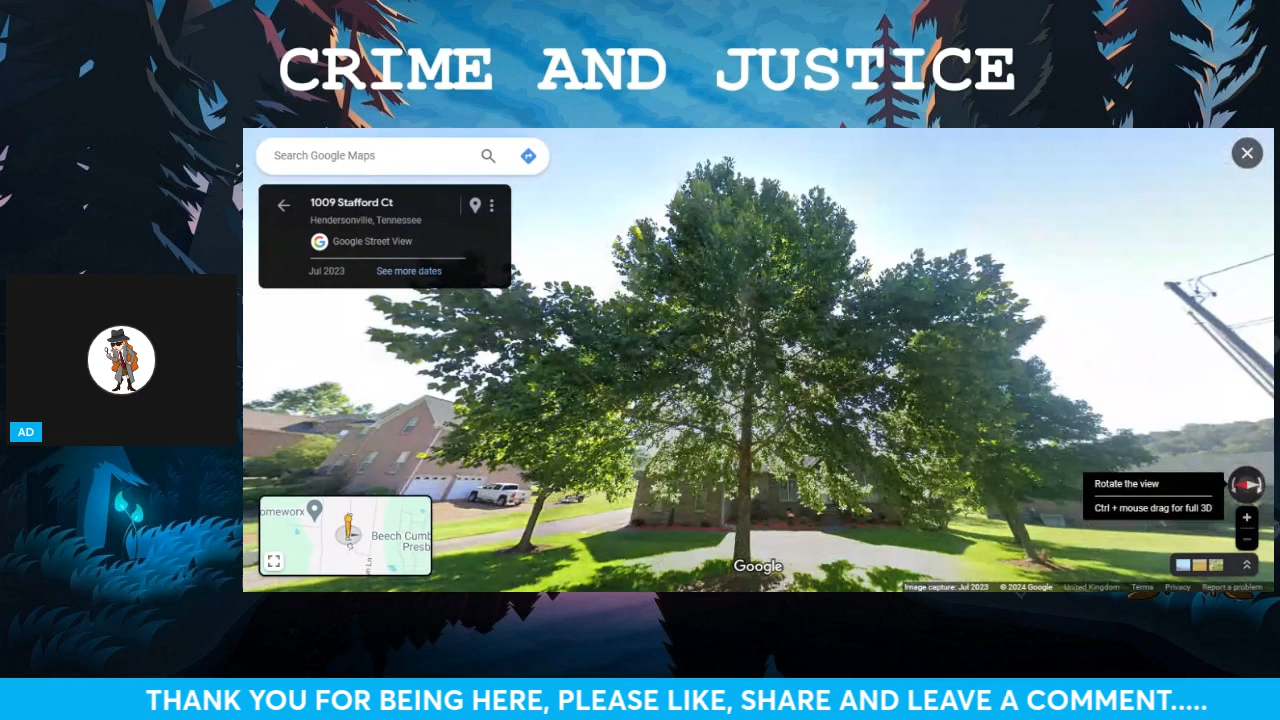 CRIME AND JUSTICE
Search Google Maps
1009 Stafford Ct
Hendersonville, Tennessee
Google Street View
Jul 2023 See more dates
AD
omeworx
Beech Cumb
Presb
n Ln
Rotate the view
Ctrl + mouse drag for full 3D
Google
Image capture: Jul 2023 © 2024 Google United Kingdom Terms Privacy Report a problem
THANK YOU FOR BEING HERE, PLEASE LIKE, SHARE AND LEAVE A COMMENT.....